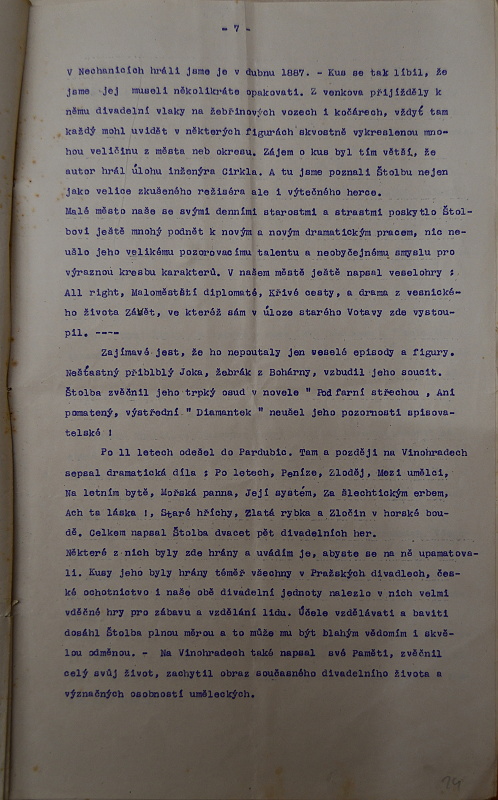 - 7 -
V Nechanicích hráli jsme je v dubnu 1887. - Kus se tak líbil, že
jsme jej museli několikráte opakovati. Z venkova přijížděly k
němu divadelní vlaky na žebřinových vozech i kočárech, vždyť tam
každý mohl uvidět v některých figurách skvostně vykreslenou mno-
hou veličinu z města neb okresu. Zájem o kus byl tím větší, že
autor hrál úlohu inženýra Cirkla. A tu jsme poznali Štolbu nejen
jako velice zkušeného režiséra ale i výtečného herce.
Malé město naše se svými denními starostmi a strastmi poskytlo Štol-
bovi ještě mnohý podnět k novým a novým dramatickým pracem, nic ne-
ušlo jeho velikému pozorovacímu talentu a neobyčejnému smyslu pro
výraznou kresbu karakterů. V našem městě ještě napsal veselohry :
All right, Maloměstští diplomaté, Křivé cesty, a drama z vesnické-
ho života Závět, ve kteréž sám v úloze starého Votavy zde vystou-
pil. ----
Zajímavé jest, že ho nepoutaly jen veselé episody a figury.
Nešťastný přiblblý Joka, žebrák z Bohárny, vzbudil jeho soucit.
Štolba zvěčnil jeho trpký osud v novele " Pod farní střechou , Ani
pomatený, výstřední " Diamantek " neušel jeho pozornosti spisova-
telské !
Po 11 letech odešel do Pardubic. Tam a později na Vinohradech
sepsal dramatická díla : Po letech, Peníze, Zloděj, Mezi umělci,
Na letním bytě, Mořská panna, Její systém, Za šlechtickým erbem,
Ach ta láska !, Staré hříchy, Zlatá rybka a Zločin v horské bou-
dě. Celkem napsal Štolba dvacet pět divadelních her.
Některé z nich byly zde hrány a uvádím je, abyste se na ně upamatova-
li. Kusy jeho byly hrány téměř všechny v Pražských divadlech, čes-
ké ochotnictvo i naše obě divadelní jednoty nalezlo v nich velmi
vděčné hry pro zábavu a vzdělání lidu. Účele vzdělávati a baviti
dosáhl Štolba plnou měrou a to může mu být blahým vědomím i skvě-
lou odměnou. - Na Vinohradech také napsal své Paměti, zvěčnil
celý svůj život, zachytil obraz současného divadelního života a
význačných osobností uměleckých.
14